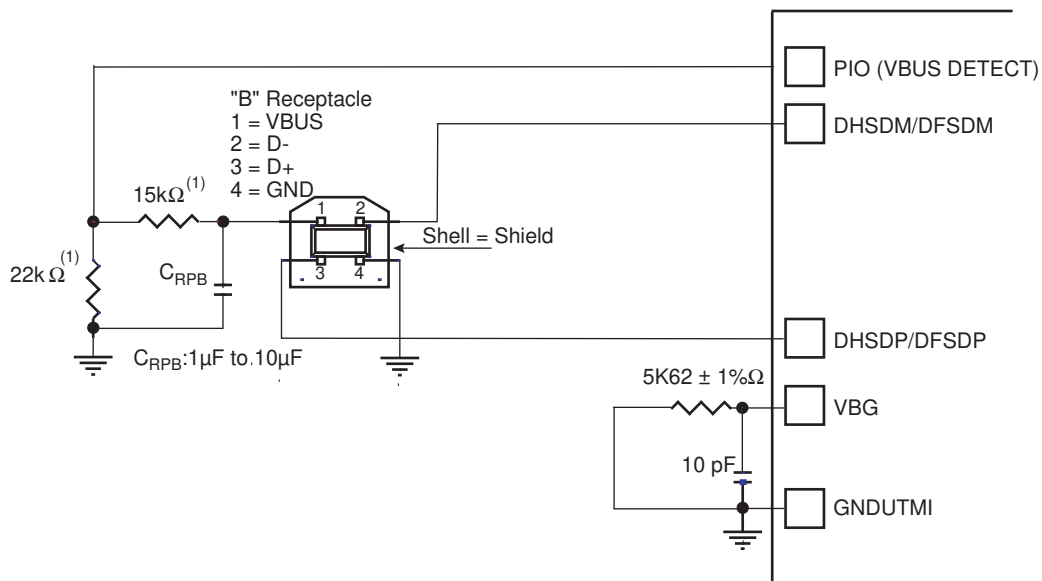 PIO (VBUS DETECT)
"B" Receptacle
1 = VBUS
2 = D-
3 = D+
4 = GND
DHSDM/DFSDM
15kΩ(1)
1 2
Shell = Shield
22kΩ(1)
CRPB
3 4
CRPB:1µF to 10µF
DHSDP/DFSDP
5K62 ± 1%Ω
VBG
10 pF
GNDUTMI